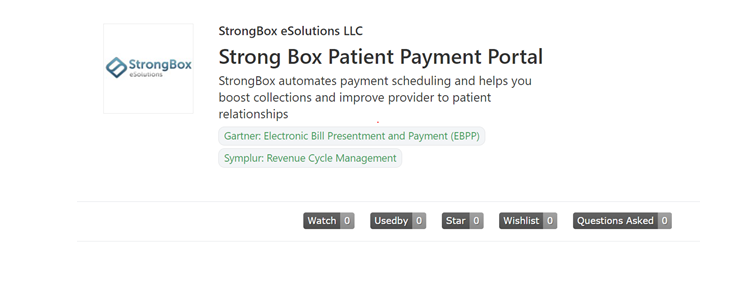 StrongBox
eSolutions
StrongBox eSolutions LLC
Strong Box Patient Payment Portal
StrongBox automates payment scheduling and helps you
boost collections and improve provider to patient
relationships
Gartner: Electronic Bill Presentment and Payment (EBPP)
Symplur: Revenue Cycle Management
Watch 0 Usedby 0 Star 0 Wishlist 0 Questions Asked 0